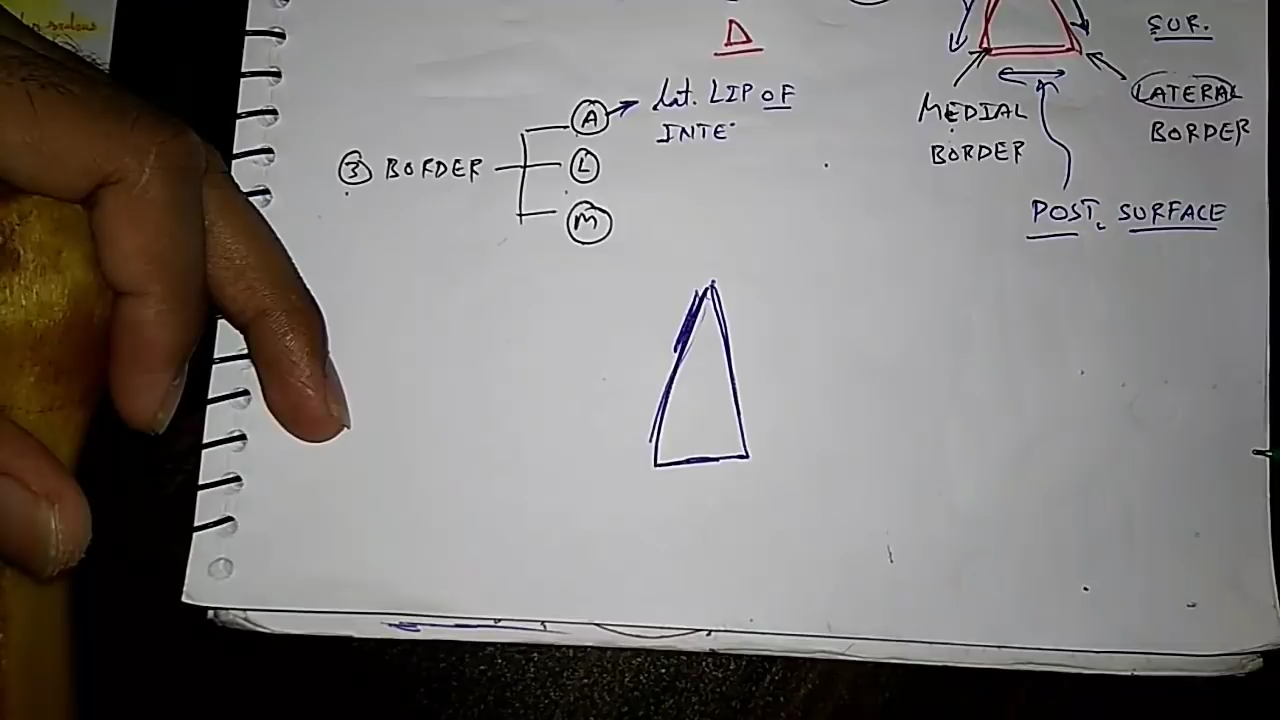 SUR.
Δ
lat. LIP OF
INTE
③ BORDER
A
L
M
MEDIAL
BORDER
LATERAL
BORDER
POST. SURFACE